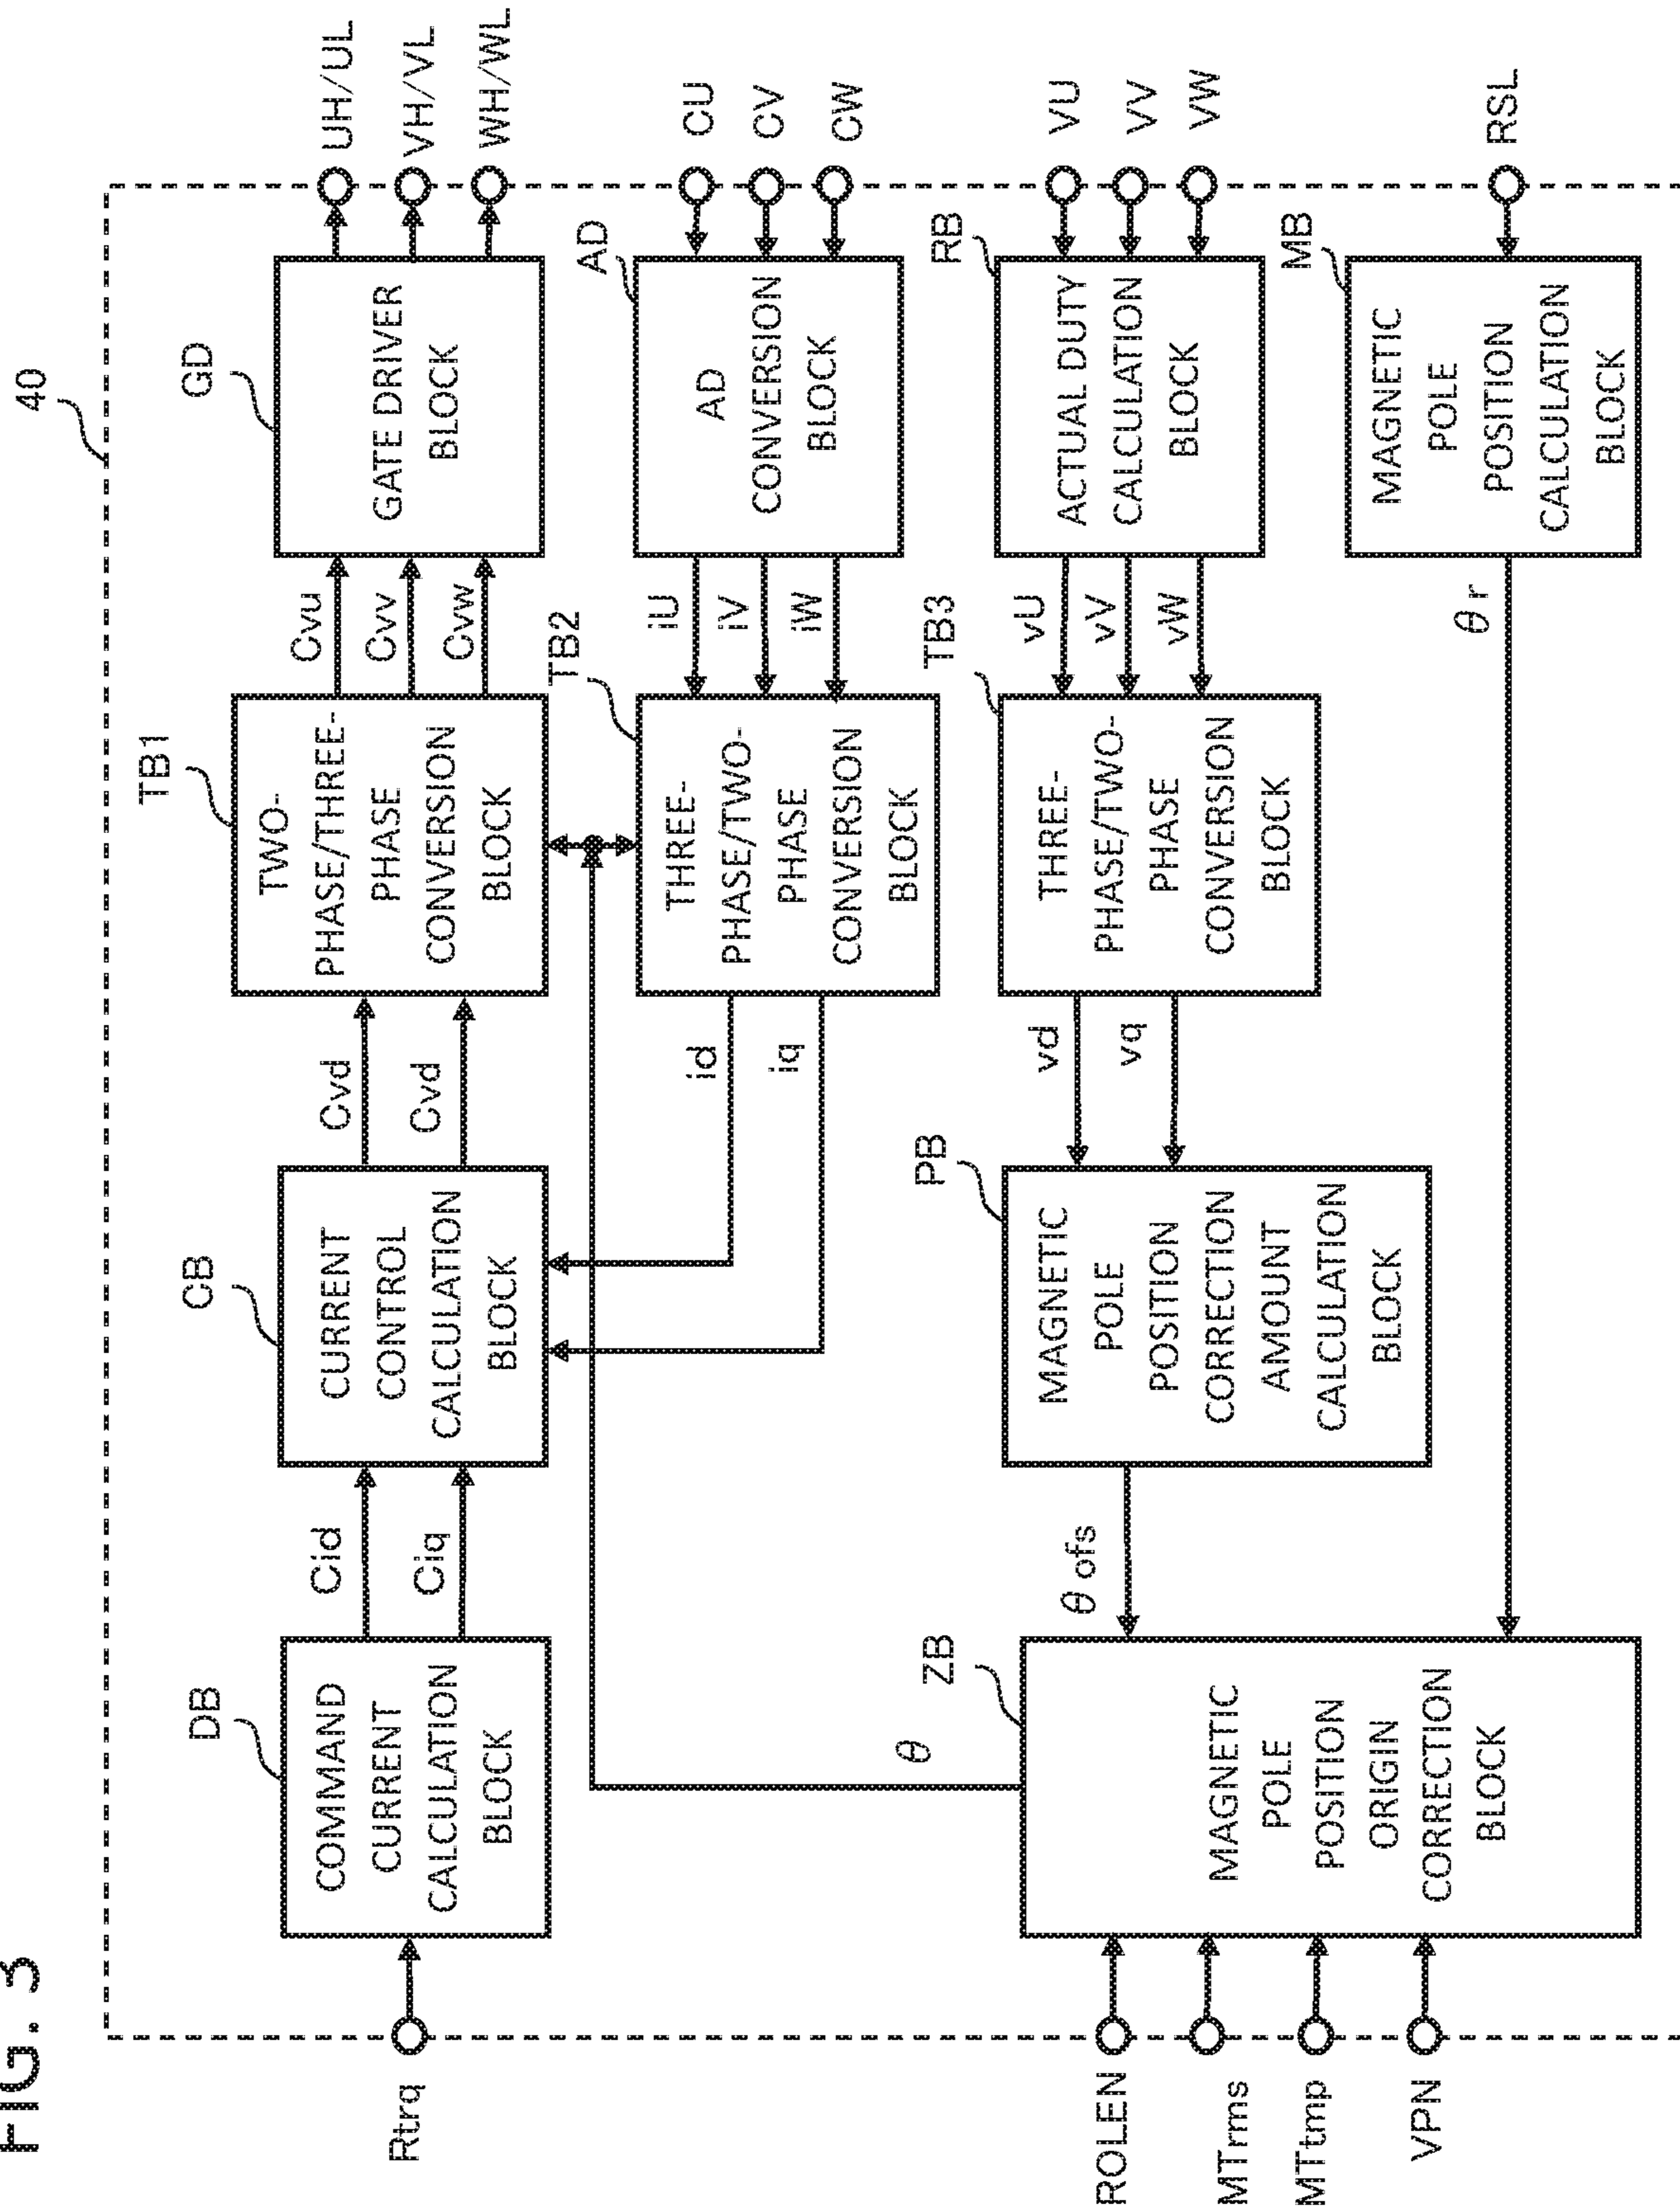 FIG. 3
40
Rtrq
DB
COMMAND
CURRENT
CALCULATION
BLOCK
Cid
Ciq
CB
CURRENT
CONTROL
CALCULATION
BLOCK
Cvd
Cvd
TB1
TWO-
PHASE/THREE-
PHASE
CONVERSION
BLOCK
Cvu
Cvv
Cvw
GD
GATE DRIVER
BLOCK
UH/UL
VH/VL
WH/WL
id
iq
TB2
THREE-
PHASE/TWO-
PHASE
CONVERSION
BLOCK
iU
iV
iW
AD
AD
CONVERSION
BLOCK
CU
CV
CW
θ
ROLEN
MTrms
MTtmp
VPN
ZB
MAGNETIC
POLE
POSITION
ORIGIN
CORRECTION
BLOCK
θ ofs
PB
MAGNETIC
POLE
POSITION
CORRECTION
AMOUNT
CALCULATION
BLOCK
vd
vq
TB3
THREE-
PHASE/TWO-
PHASE
CONVERSION
BLOCK
vU
vV
vW
RB
ACTUAL DUTY
CALCULATION
BLOCK
VU
VV
VW
θ r
MB
MAGNETIC
POLE
POSITION
CALCULATION
BLOCK
RSL